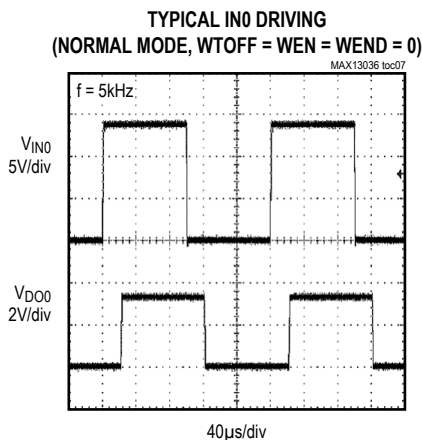 TYPICAL IN0 DRIVING
(NORMAL MODE, WTOFF = WEN = WEND = 0)
MAX13036 toc07
f = 5kHz
VIN0
5V/div
VDO0
2V/div
40µs/div